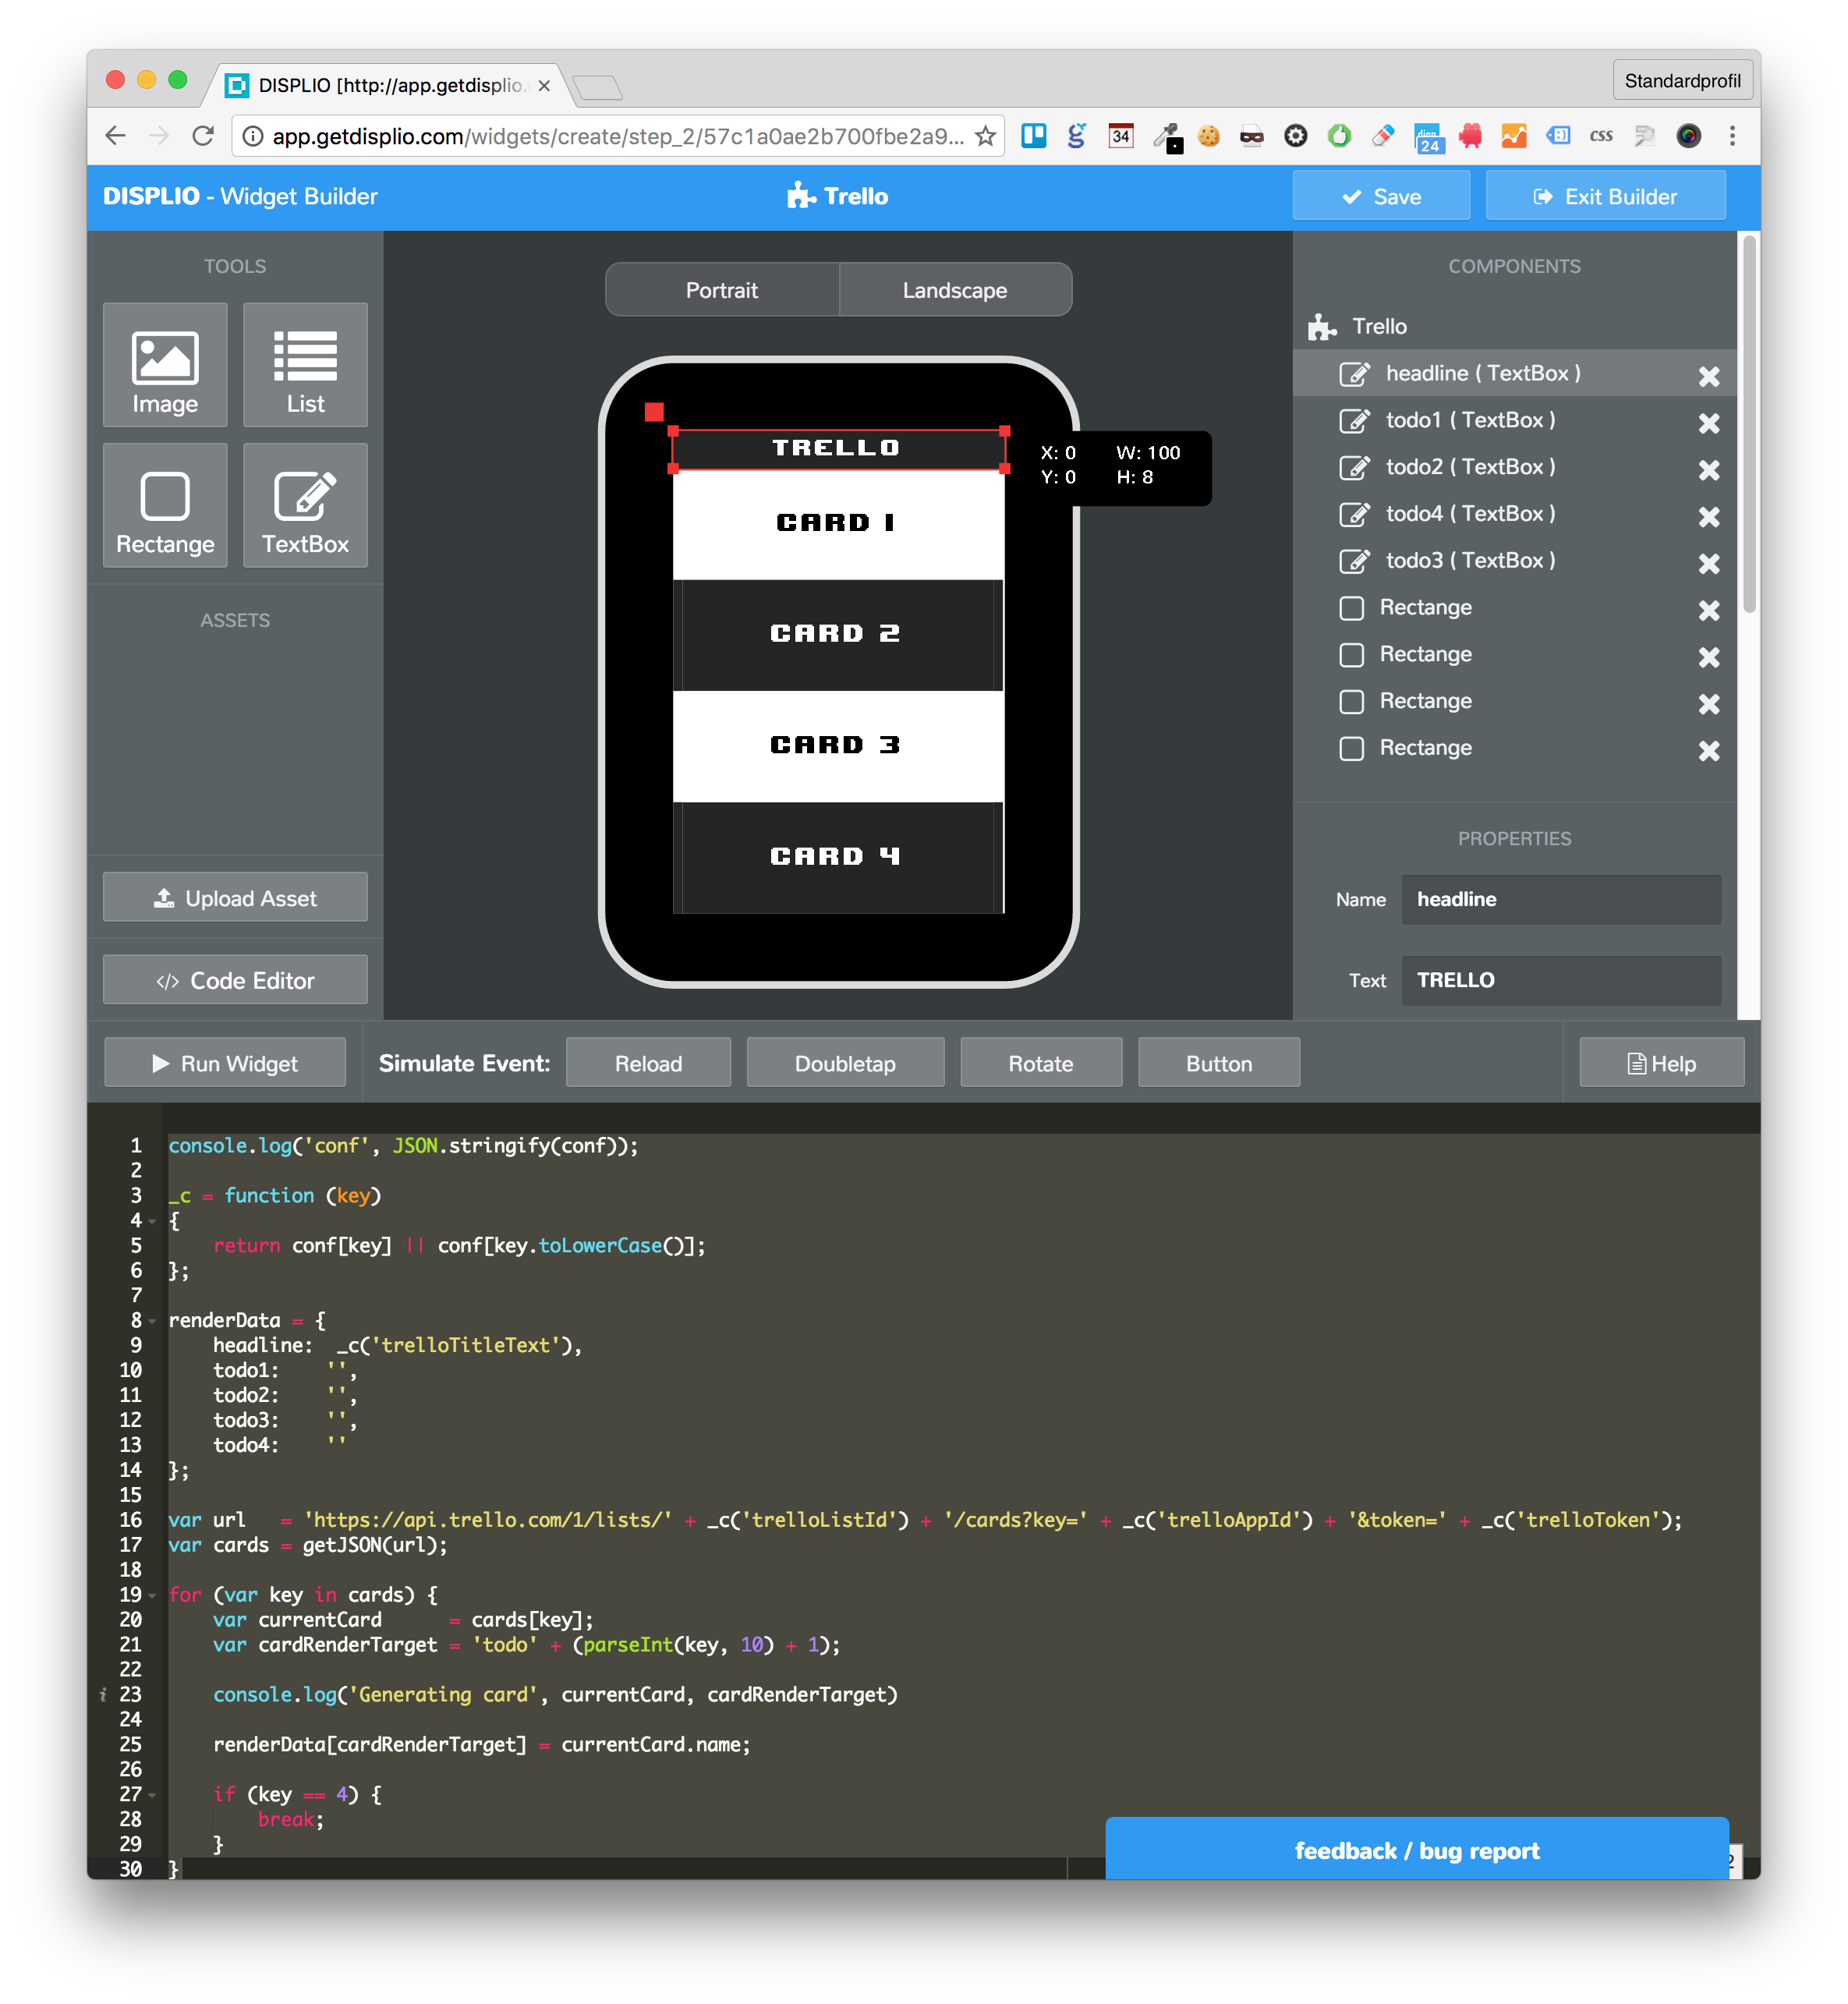 DISPLIO [http://app.getdisplio.
Standardprofil
app.getdisplio.com/widgets/create/step_2/57c1a0ae2b700fbe2a9...
34
24
css
DISPLIO - Widget Builder
Trello
Save
Exit Builder
TOOLS
Image
List
Rectange
TextBox
ASSETS
Upload Asset
Code Editor
Portrait
Landscape
TRELLO
X: 0 W: 100
Y: 0 H: 8
CARD 1
CARD 2
CARD 3
CARD 4
COMPONENTS
Trello
headline ( TextBox )
todo1 ( TextBox )
todo2 ( TextBox )
todo4 ( TextBox )
todo3 ( TextBox )
Rectange
Rectange
Rectange
Rectange
PROPERTIES
Name headline
Text TRELLO
Run Widget
Simulate Event:
Reload
Doubletap
Rotate
Button
Help
1 console.log('conf', JSON.stringify(conf));
2
3 _c = function (key)
4 {
5 return conf[key] || conf[key.toLowerCase()];
6 };
7
8 renderData = {
9 headline: _c('trelloTitleText'),
10 todo1: '',
11 todo2: '',
12 todo3: '',
13 todo4: ''
14 };
15
16 var url = 'https://api.trello.com/1/lists/' + _c('trelloListId') + '/cards?key=' + _c('trelloAppId') + '&token=' + _c('trelloToken');
17 var cards = getJSON(url);
18
19 for (var key in cards) {
20 var currentCard = cards[key];
21 var cardRenderTarget = 'todo' + (parseInt(key, 10) + 1);
22
23 console.log('Generating card', currentCard, cardRenderTarget)
24
25 renderData[cardRenderTarget] = currentCard.name;
26
27 if (key == 4) {
28 break;
29 }
30 }
feedback / bug report